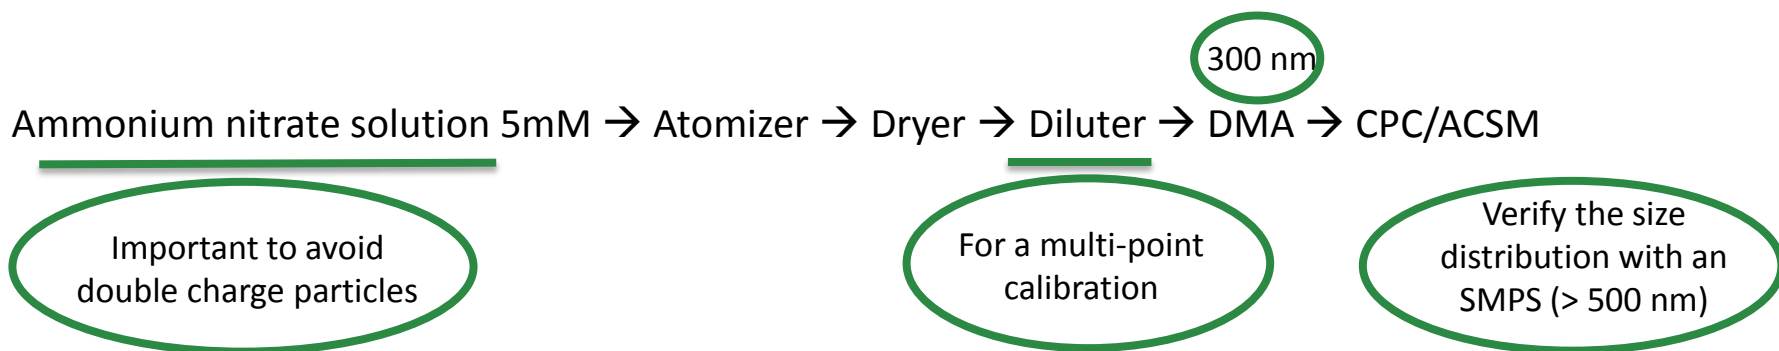 300 nm
Ammonium nitrate solution 5mM → Atomizer → Dryer → Diluter → DMA → CPC/ACSM
Important to avoid
double charge particles
For a multi-point
calibration
Verify the size
distribution with an
SMPS (> 500 nm)